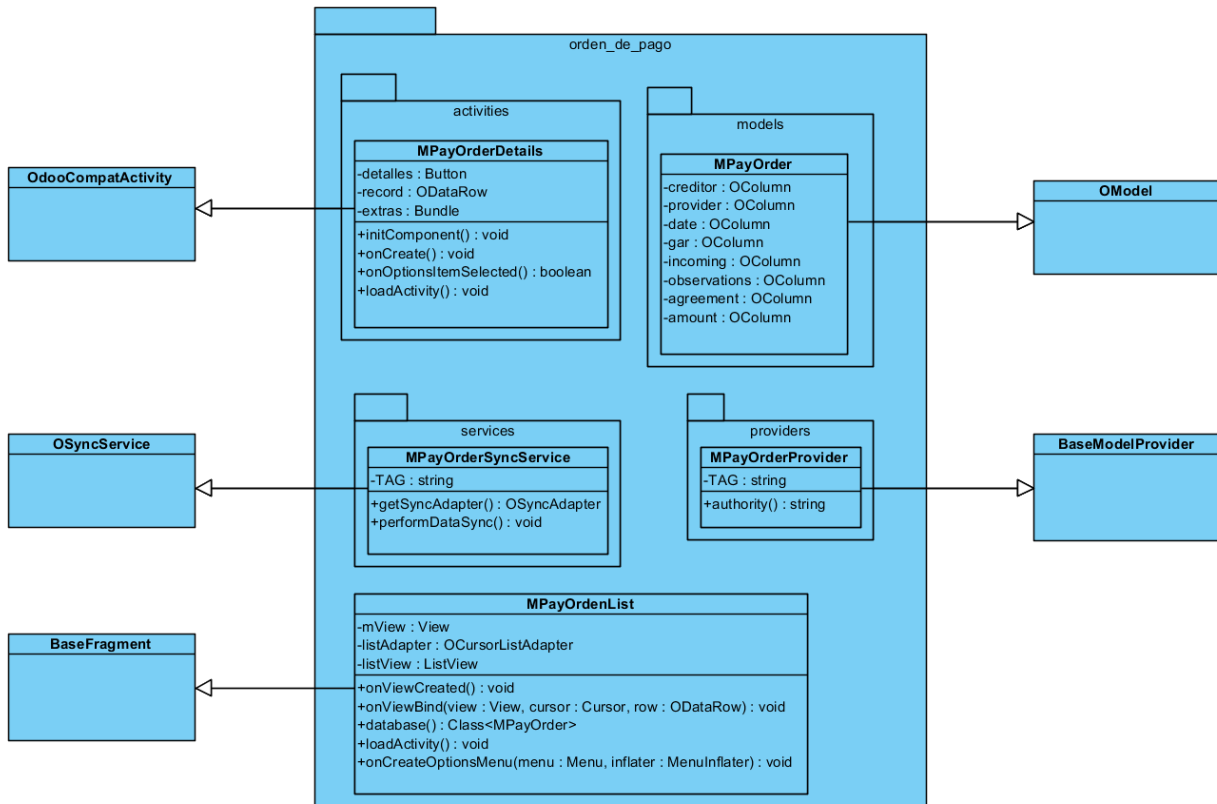 orden_de_pago
activities
MPayOrderDetails
-detalles : Button
-record : ODataRow
-extras : Bundle
+initComponent() : void
+onCreate() : void
+onOptionsItemSelected() : boolean
+loadActivity() : void
models
MPayOrder
-creditor : OColumn
-provider : OColumn
-date : OColumn
-gar : OColumn
-incoming : OColumn
-observations : OColumn
-agreement : OColumn
-amount : OColumn
OdooCompatActivity
OModel
services
MPayOrderSyncService
-TAG : string
+getSyncAdapter() : OSyncAdapter
+performDataSync() : void
providers
MPayOrderProvider
-TAG : string
+authority() : string
OSyncService
BaseModelProvider
MPayOrdenList
-mView : View
-listAdapter : OCursorListAdapter
-listView : ListView
+onViewCreated() : void
+onViewBind(view : View, cursor : Cursor, row : ODataRow) : void
+database() : Class<MPayOrder>
+loadActivity() : void
+onCreateOptionsMenu(menu : Menu, inflater : MenuInflater) : void
BaseFragment